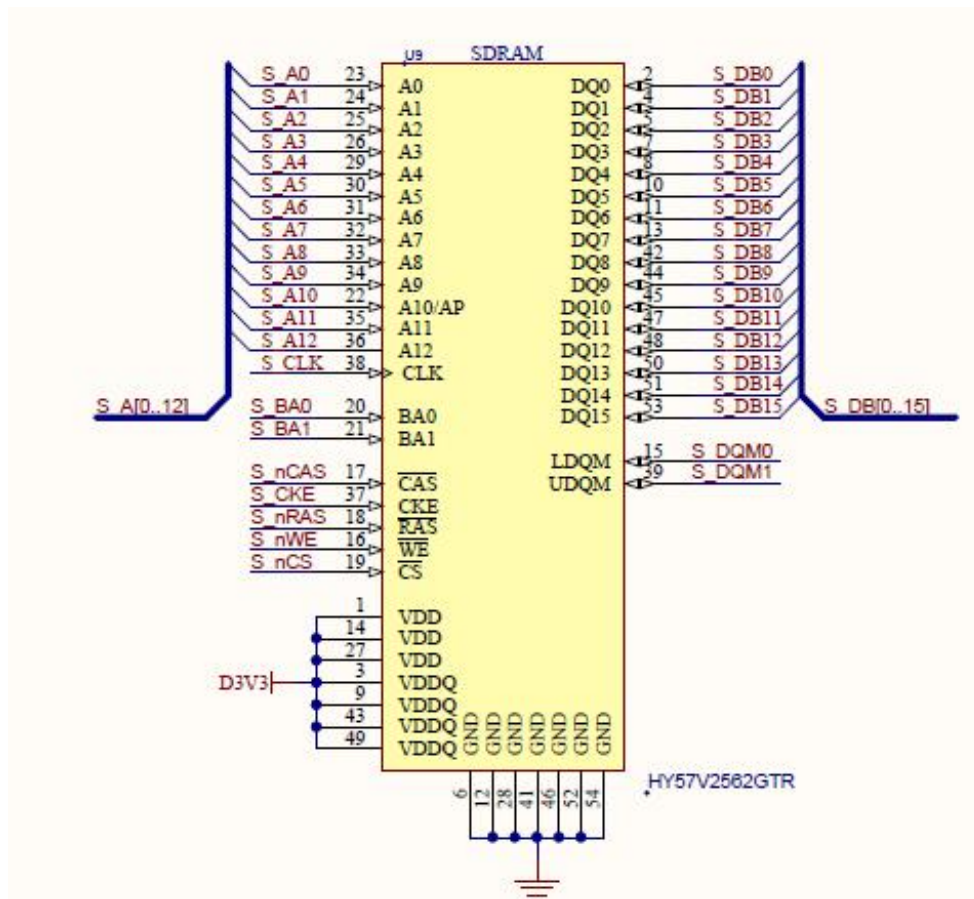 U9 SDRAM
S_A0 23 A0 DQ0 2 S_DB0
S_A1 24 A1 DQ1 4 S_DB1
S_A2 25 A2 DQ2 5 S_DB2
S_A3 26 A3 DQ3 7 S_DB3
S_A4 29 A4 DQ4 8 S_DB4
S_A5 30 A5 DQ5 10 S_DB5
S_A6 31 A6 DQ6 11 S_DB6
S_A7 32 A7 DQ7 13 S_DB7
S_A8 33 A8 DQ8 42 S_DB8
S_A9 34 A9 DQ9 44 S_DB9
S_A10 22 A10/AP DQ10 45 S_DB10
S_A11 35 A11 DQ11 47 S_DB11
S_A12 36 A12 DQ12 48 S_DB12
S_CLK 38 CLK DQ13 50 S_DB13
DQ14 51 S_DB14
S_A[0..12] S_BA0 20 BA0 DQ15 53 S_DB15 S_DB[0..15]
S_BA1 21 BA1
LDQM 15 S_DQM0
S_nCAS 17 CAS UDQM 39 S_DQM1
S_CKE 37 CKE
S_nRAS 18 RAS
S_nWE 16 WE
S_nCS 19 CS
1 VDD
14 VDD
27 VDD
D3V3 3 VDDQ
9 VDDQ
43 VDDQ
49 VDDQ
GND GND GND GND GND GND GND
6 12 28 41 46 52 54
HY57V2562GTR